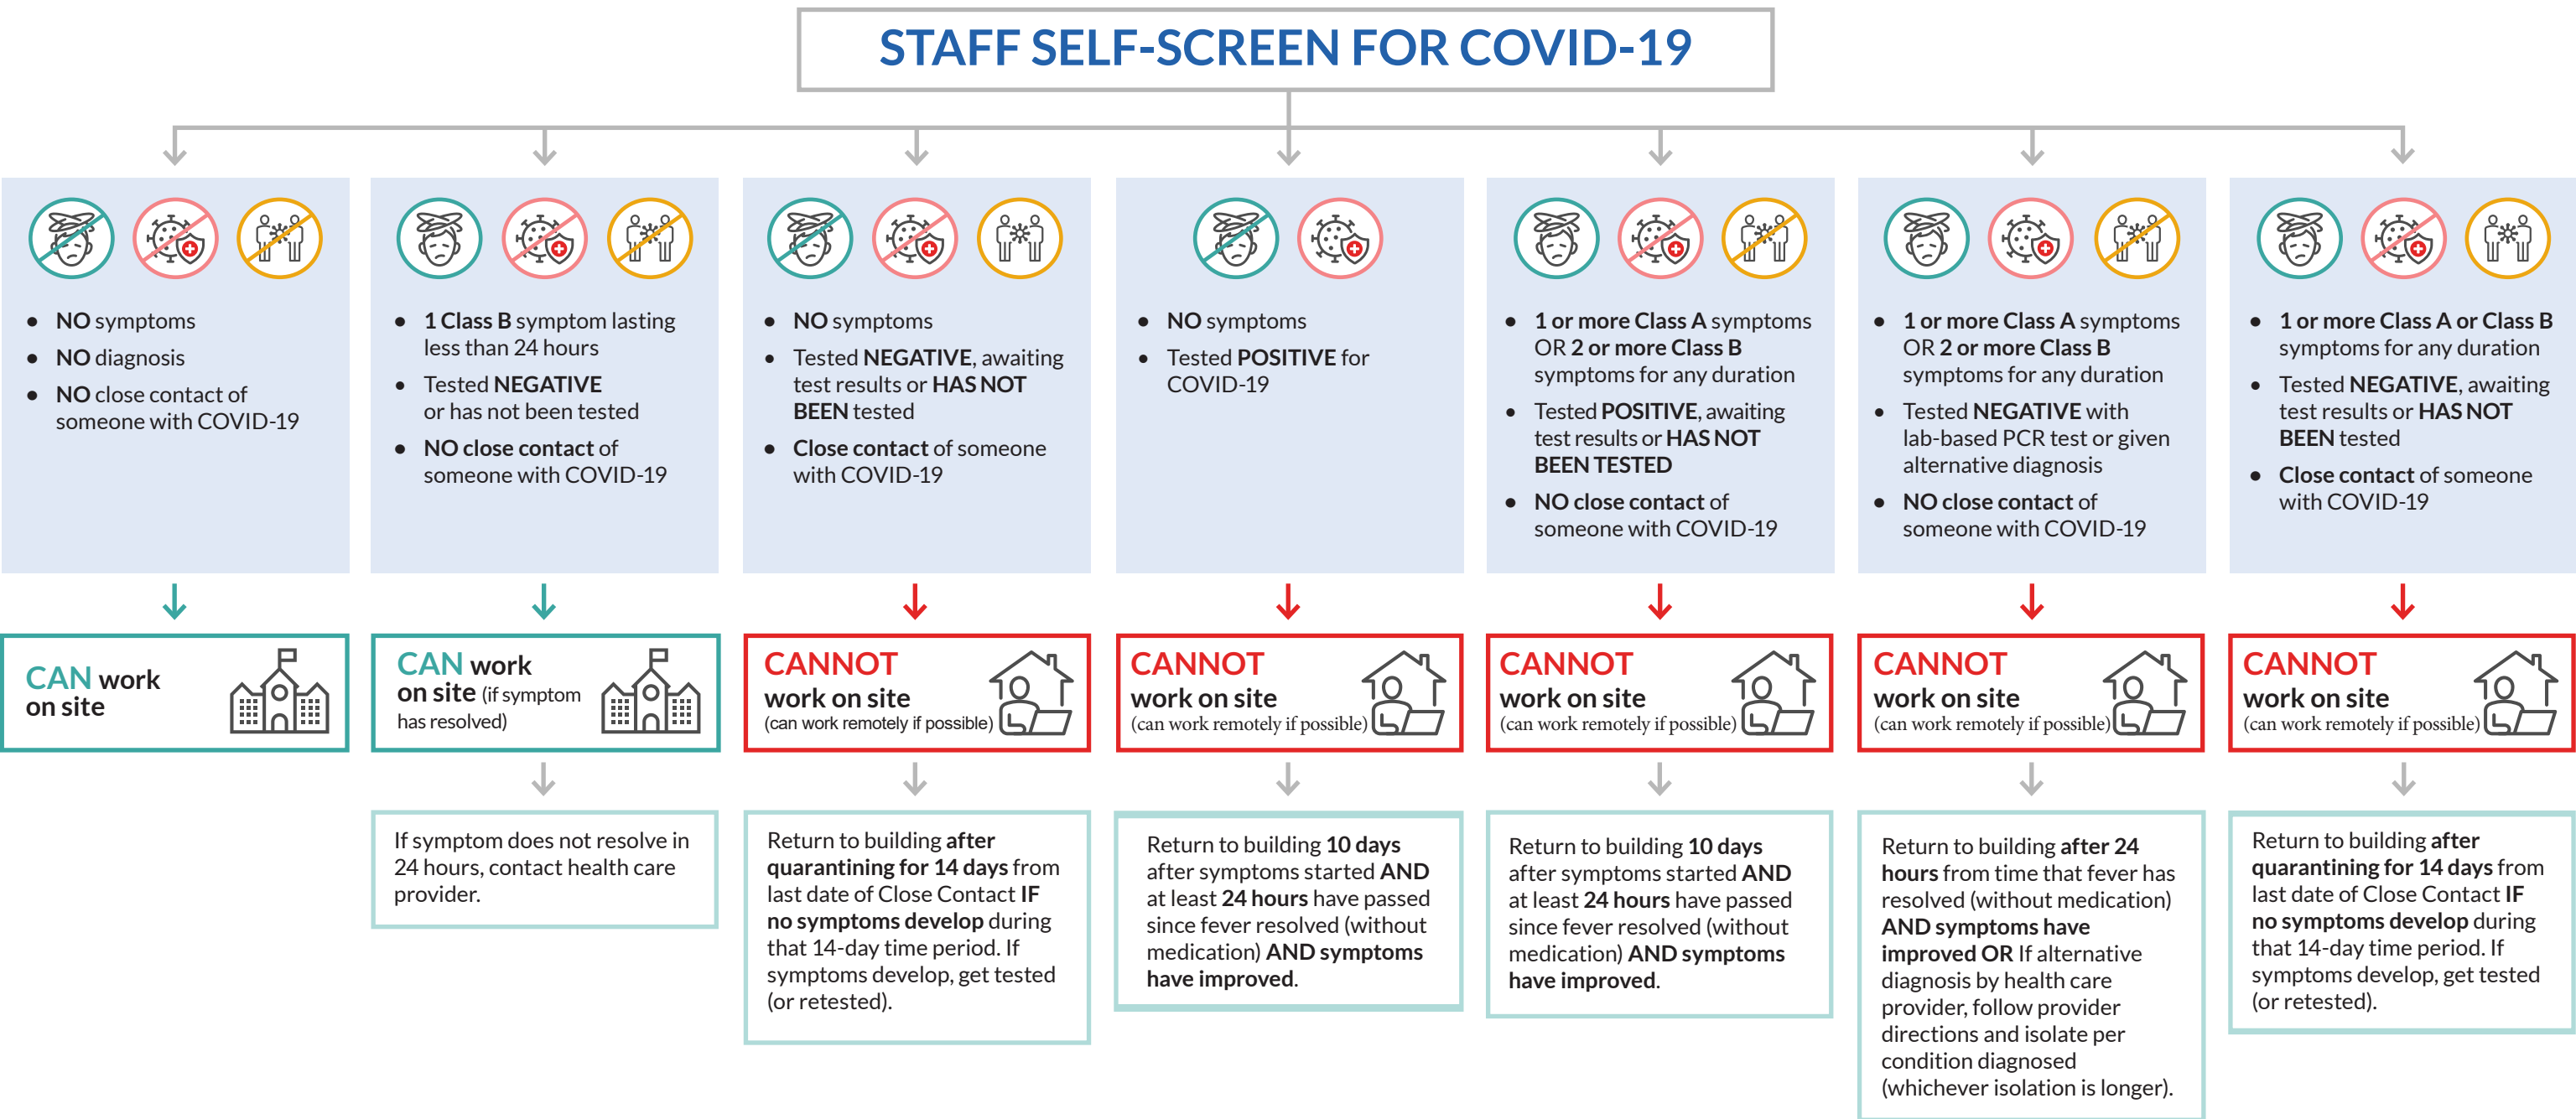 STAFF SELF-SCREEN FOR COVID-19
• NO symptoms
• NO diagnosis
• NO close contact of
someone with COVID-19
CAN work
on site
• 1 Class B symptom lasting
less than 24 hours
• Tested NEGATIVE
or has not been tested
• NO close contact of
someone with COVID-19
CAN work
on site (if symptom
has resolved)
If symptom does not resolve in
24 hours, contact health care
provider.
• NO symptoms
• Tested NEGATIVE, awaiting
test results or HAS NOT
BEEN tested
• Close contact of someone
with COVID-19
CANNOT
work on site
(can work remotely if possible)
Return to building after
quarantining for 14 days from
last date of Close Contact IF
no symptoms develop during
that 14-day time period. If
symptoms develop, get tested
(or retested).
• NO symptoms
• Tested POSITIVE for
COVID-19
CANNOT
work on site
(can work remotely if possible)
Return to building 10 days
after symptoms started AND
at least 24 hours have passed
since fever resolved (without
medication) AND symptoms
have improved.
• 1 or more Class A symptoms
OR 2 or more Class B
symptoms for any duration
• Tested POSITIVE, awaiting
test results or HAS NOT
BEEN TESTED
• NO close contact of
someone with COVID-19
CANNOT
work on site
(can work remotely if possible)
Return to building 10 days
after symptoms started AND
at least 24 hours have passed
since fever resolved (without
medication) AND symptoms
have improved.
• 1 or more Class A symptoms
OR 2 or more Class B
symptoms for any duration
• Tested NEGATIVE with
lab-based PCR test or given
alternative diagnosis
• NO close contact of
someone with COVID-19
CANNOT
work on site
(can work remotely if possible)
Return to building after 24
hours from time that fever has
resolved (without medication)
AND symptoms have
improved OR If alternative
diagnosis by health care
provider, follow provider
directions and isolate per
condition diagnosed
(whichever isolation is longer).
• 1 or more Class A or Class B
symptoms for any duration
• Tested NEGATIVE, awaiting
test results or HAS NOT
BEEN tested
• Close contact of someone
with COVID-19
CANNOT
work on site
(can work remotely if possible)
Return to building after
quarantining for 14 days from
last date of Close Contact IF
no symptoms develop during
that 14-day time period. If
symptoms develop, get tested
(or retested).